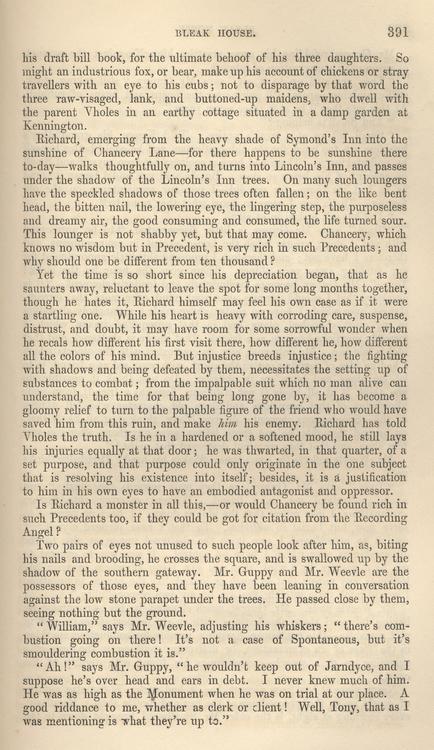 BLEAK HOUSE. 391
his draft bill book, for the ultimate behoof of his three daughters. So
might an industrious fox, or bear, make up his account of chickens or stray
travellers with an eye to his cubs; not to disparage by that word the
three raw-visaged, lank, and buttoned-up maidens, who dwell with
the parent Vholes in an earthy cottage situated in a damp garden at
Kennington.
Richard, emerging from the heavy shade of Symond's Inn into the
sunshine of Chancery Lane—for there happens to be sunshine there
to-day—walks thoughtfully on, and turns into Lincoln's Inn, and passes
under the shadow of the Lincoln's Inn trees. On many such loungers
have the speckled shadows of those trees often fallen; on the like bent
head, the bitten nail, the lowering eye, the lingering step, the purposeless
and dreamy air, the good consuming and consumed, the life turned sour.
This lounger is not shabby yet, but that may come. Chancery, which
knows no wisdom but in Precedent, is very rich in such Precedents; and
why should one be different from ten thousand?
Yet the time is so short since his depreciation began, that as he
saunters away, reluctant to leave the spot for some long months together,
though he hates it, Richard himself may feel his own case as if it were
a startling one. While his heart is heavy with corroding care, suspense,
distrust, and doubt, it may have room for some sorrowful wonder when
he recals how different his first visit there, how different he, how different
all the colors of his mind. But injustice breeds injustice; the fighting
with shadows and being defeated by them, necessitates the setting up of
substances to combat; from the impalpable suit which no man alive can
understand, the time for that being long gone by, it has become a
gloomy relief to turn to the palpable figure of the friend who would have
saved him from this ruin, and make him his enemy. Richard has told
Vholes the truth. Is he in a hardened or a softened mood, he still lays
his injuries equally at that door; he was thwarted, in that quarter, of a
set purpose, and that purpose could only originate in the one subject
that is resolving his existence into itself; besides, it is a justification
to him in his own eyes to have an embodied antagonist and oppressor.
Is Richard a monster in all this,—or would Chancery be found rich in
such Precedents too, if they could be got for citation from the Recording
Angel?
Two pairs of eyes not unused to such people look after him, as, biting
his nails and brooding, he crosses the square, and is swallowed up by the
shadow of the southern gateway. Mr. Guppy and Mr. Weevle are the
possessors of those eyes, and they have been leaning in conversation
against the low stone parapet under the trees. He passed close by them,
seeing nothing but the ground.
"William," says Mr. Weevle, adjusting his whiskers; "there's com-
bustion going on there! It's not a case of Spontaneous, but it's
smouldering combustion it is."
"Ah!" says Mr. Guppy, "he wouldn't keep out of Jarndyce, and I
suppose he's over head and ears in debt. I never knew much of him.
He was as high as the Monument when he was on trial at our place. A
good riddance to me, whether as clerk or client! Well, Tony, that as I
was mentioning is what they're up to."